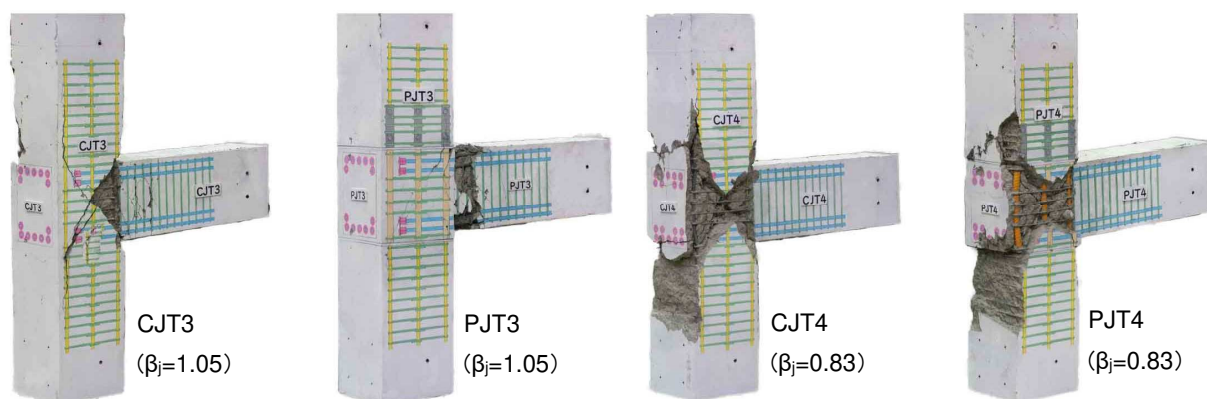 CJT3
CJT3
CJT3
CJT3
(βj=1.05)
PJT3
PJT3
PJT3
PJT3
(βj=1.05)
CJT4
CJT4
CJT4
CJT4
(βj=0.83)
PJT4
PJT4
PJT4
PJT4
(βj=0.83)